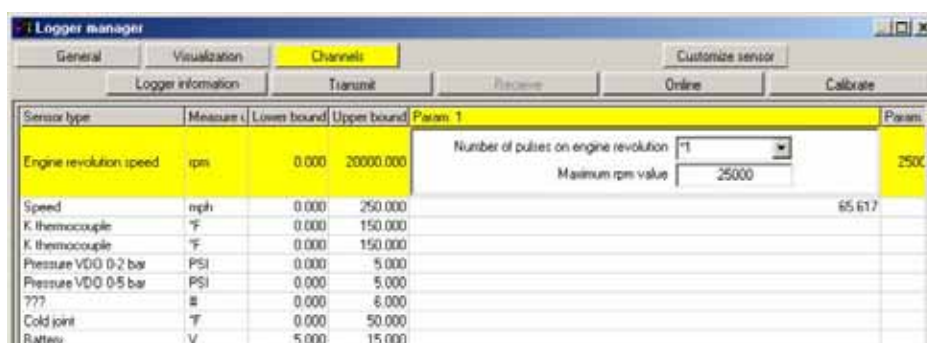 Logger manager
General Visualization Channels Customize sensor
Logger information Transmit Receive Online Calibrate
Sensor type Measure u Lower bound Upper bound Param. 1 Param.
Engine revolution speed rpm 0.000 20000.000 Number of pulses on engine revolution *1 2500
Maximum rpm value 25000
Speed mph 0.000 250.000 65.617
K thermocouple °F 0.000 150.000
K thermocouple °F 0.000 150.000
Pressure VDO 0-2 bar PSI 0.000 5.000
Pressure VDO 0-5 bar PSI 0.000 5.000
??? # 0.000 6.000
Cold joint °F 0.000 50.000
Battery V 5.000 15.000